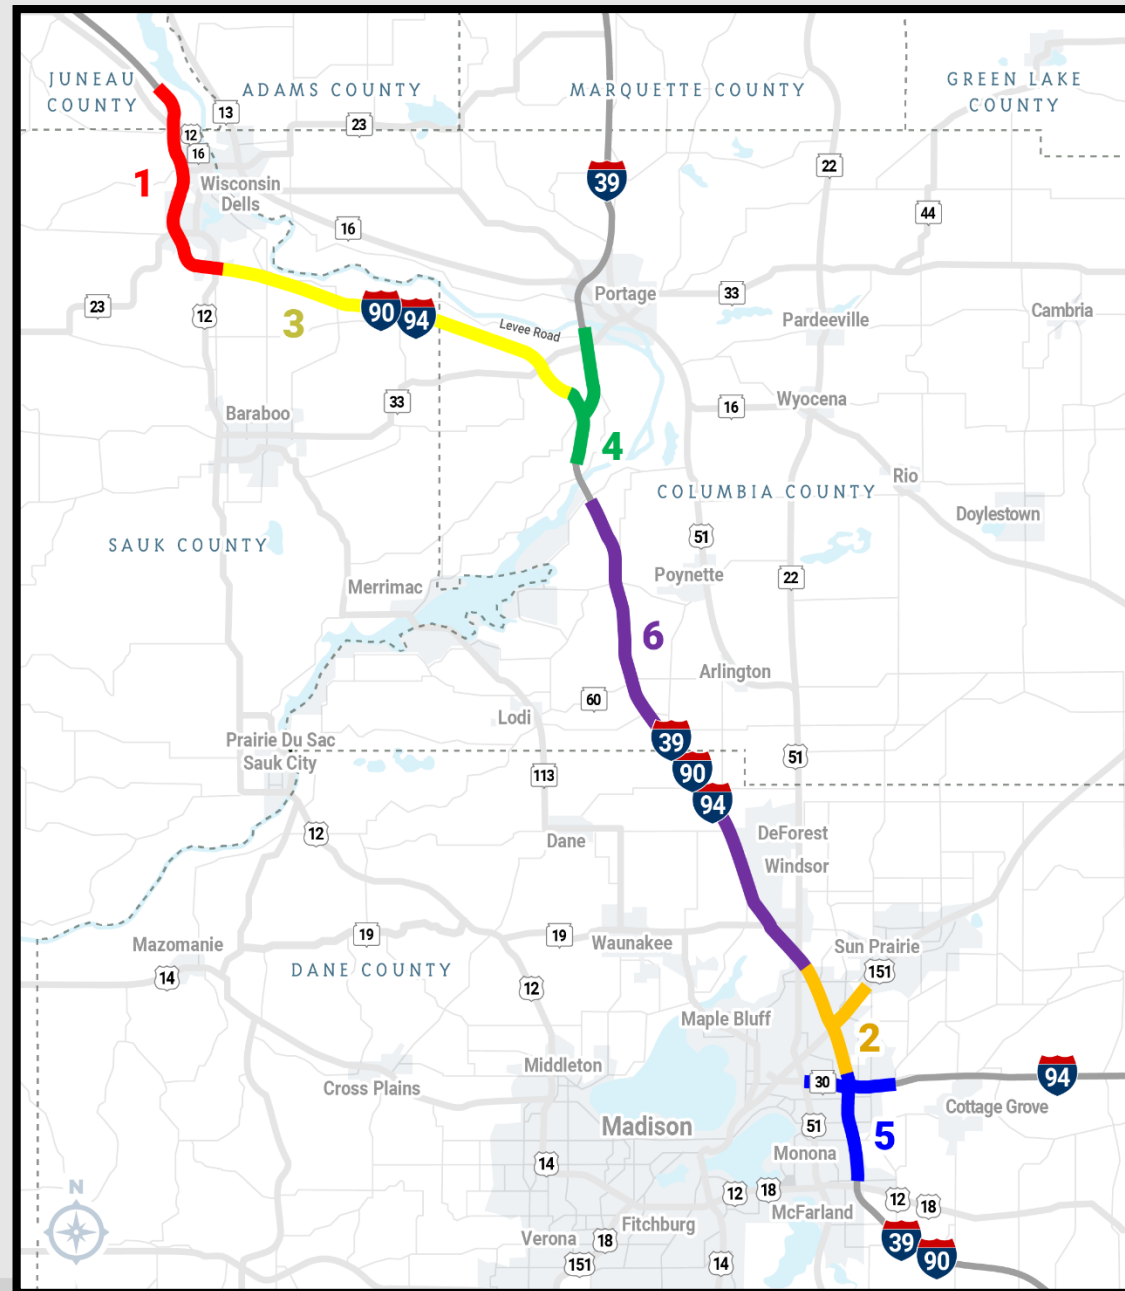 JUNEAU
COUNTY
ADAMS COUNTY
MARQUETTE COUNTY
GREEN LAKE
COUNTY
13
23
12
16
1
Wisconsin
Dells
39
22
44
16
23
12
3
90
94
Levee Road
Portage
33
Pardeeville
Cambria
Baraboo
33
4
16
Wyocena
Rio
COLUMBIA COUNTY
Doylestown
SAUK COUNTY
51
Merrimac
Poynette
22
6
Arlington
60
Lodi
Prairie Du Sac
Sauk City
39
90
94
51
113
12
Dane
DeForest
Windsor
Mazomanie
19
19
Waunakee
Sun Prairie
14
DANE COUNTY
151
12
Maple Bluff
2
Middleton
Cross Plains
30
94
Cottage Grove
Madison
51
5
Monona
14
12
18
12
18
McFarland
N
Fitchburg
Verona
18
151
14
39
90